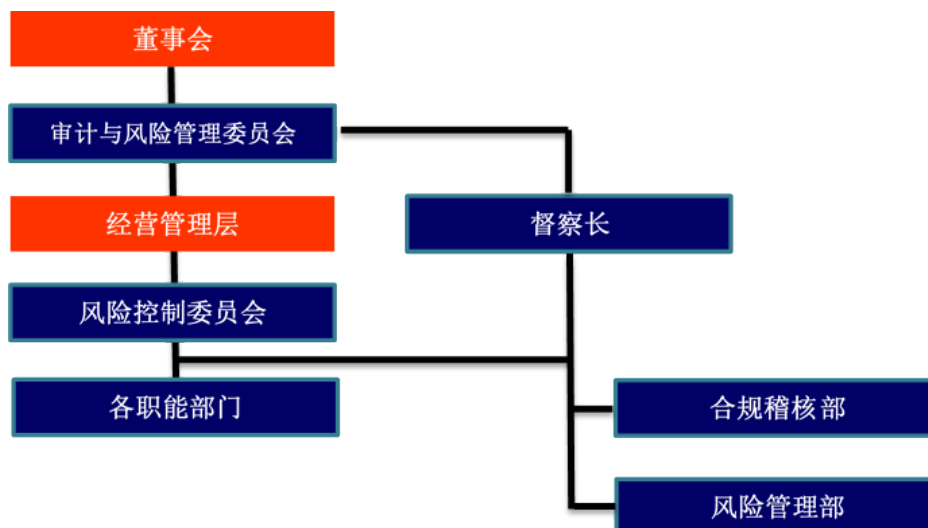 董事会
审计与风险管理委员会
经营管理层
督察长
风险控制委员会
各职能部门
合规稽核部
风险管理部